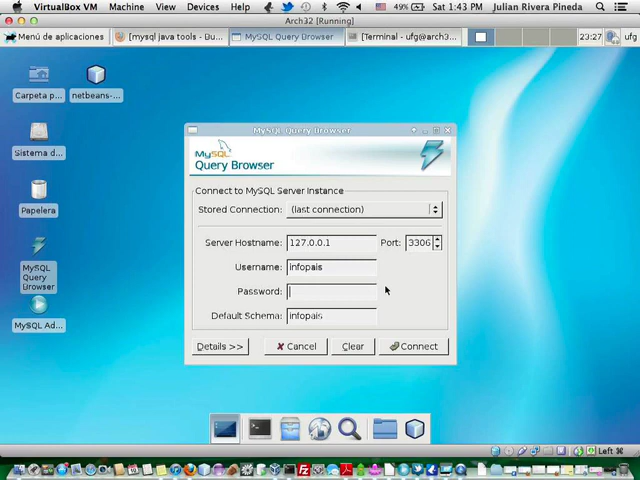 VirtualBox VM Machine View Devices Help 49% Sat 1:43 PM Julian Rivera Pineda
Arch32 [Running]
Menú de aplicaciones [mysql java tools - Bu... MySQL Query Browser [Terminal - ufg@arch3... 23:27 ufg
Carpeta p... netbeans-...
MySQL Query Browser
MySQL
Query Browser
Sistema d...
Connect to MySQL Server Instance
Stored Connection: (last connection)
Papelera
Server Hostname: 127.0.0.1 Port: 3306
Username: infopais
MySQL
Query
Browser
Password:
Default Schema: infopais
MySQL Ad...
Details >> Cancel Clear Connect
Left ⌘